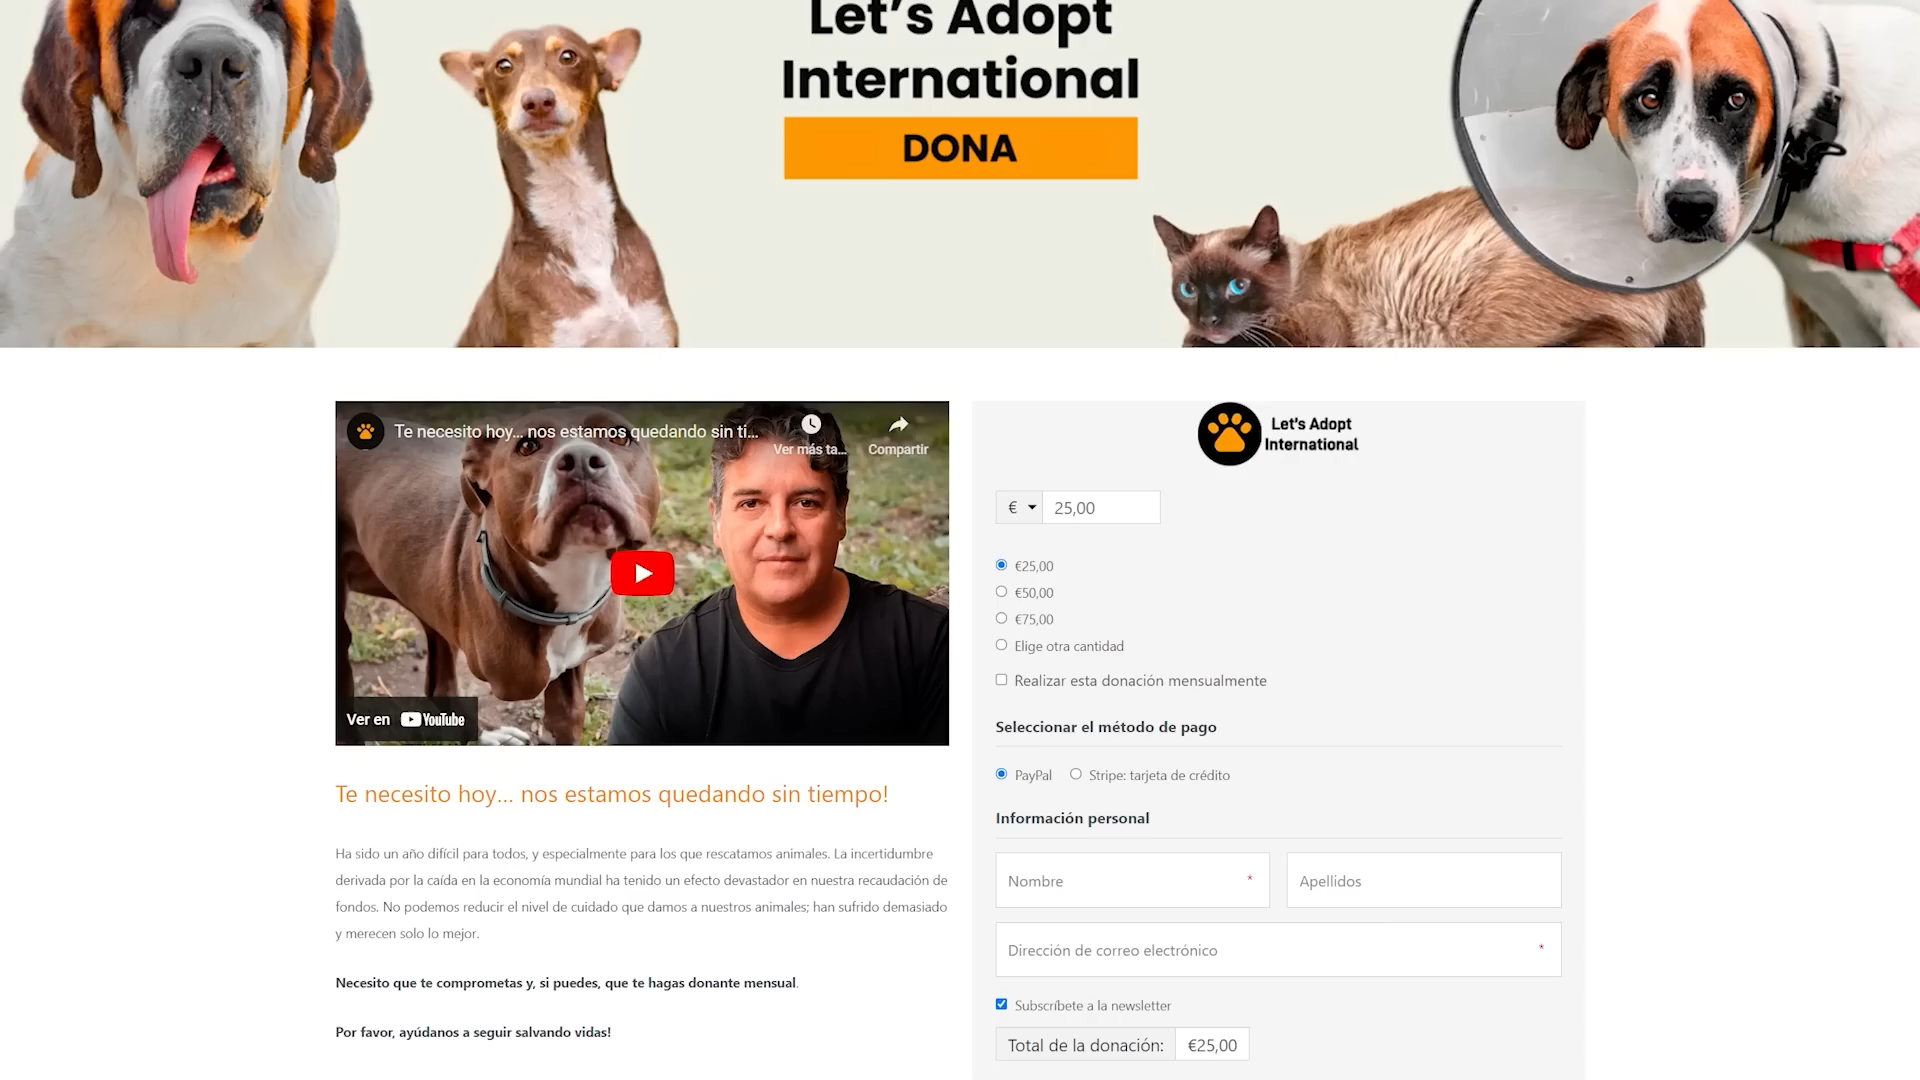 Let's Adopt
International
DONA
Te necesito hoy... nos estamos quedando sin ti...
Ver más ta...
Compartir
Ver en YouTube
Te necesito hoy... nos estamos quedando sin tiempo!
Ha sido un año difícil para todos, y especialmente para los que rescatamos animales. La incertidumbre
derivada por la caída en la economía mundial ha tenido un efecto devastador en nuestra recaudación de
fondos. No podemos reducir el nivel de cuidado que damos a nuestros animales; han sufrido demasiado
y merecen solo lo mejor.
Necesito que te comprometas y, si puedes, que te hagas donante mensual.
Por favor, ayúdanos a seguir salvando vidas!
Let's Adopt
International
€ 25,00
€25,00
€50,00
€75,00
Elige otra cantidad
Realizar esta donación mensualmente
Seleccionar el método de pago
PayPal Stripe: tarjeta de crédito
Información personal
Nombre * Apellidos
Dirección de correo electrónico *
Subscríbete a la newsletter
Total de la donación: €25,00